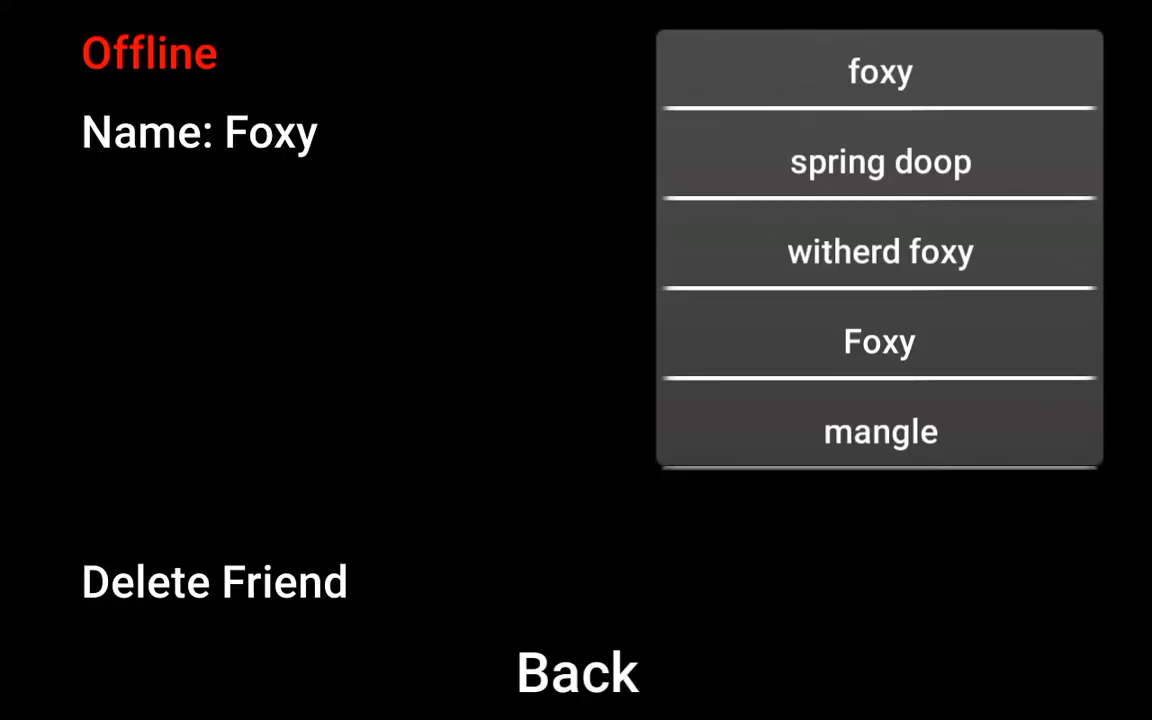 Offline
Name: Foxy
foxy
spring doop
witherd foxy
Foxy
mangle
Delete Friend
Back